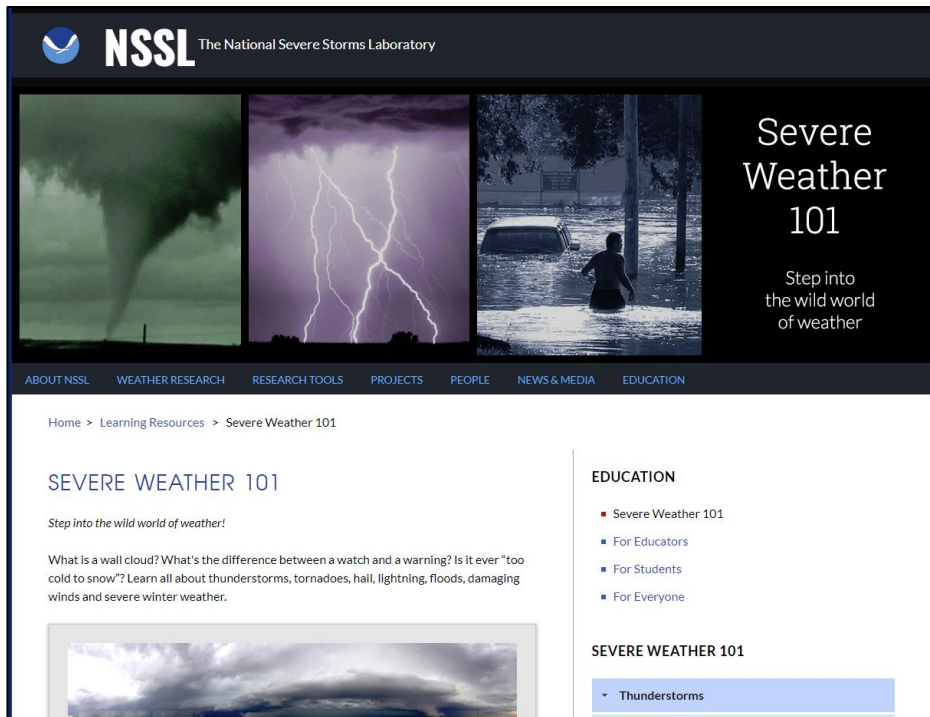 NSSL The National Severe Storms Laboratory
Severe
Weather
101
Step into
the wild world
of weather
ABOUT NSSL WEATHER RESEARCH RESEARCH TOOLS PROJECTS PEOPLE NEWS & MEDIA EDUCATION
Home > Learning Resources > Severe Weather 101
SEVERE WEATHER 101
Step into the wild world of weather!
What is a wall cloud? What's the difference between a watch and a warning? Is it ever “too
cold to snow”? Learn all about thunderstorms, tornadoes, hail, lightning, floods, damaging
winds and severe winter weather.
EDUCATION
Severe Weather 101
For Educators
For Students
For Everyone
SEVERE WEATHER 101
Thunderstorms